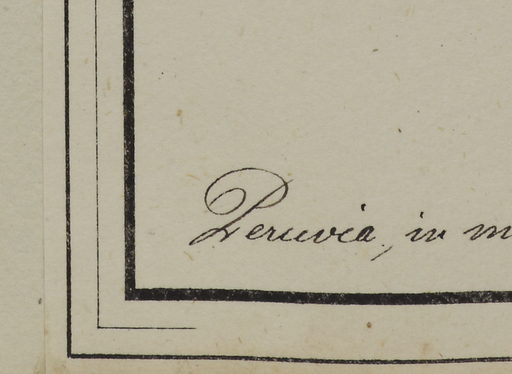 Peruvia, in m